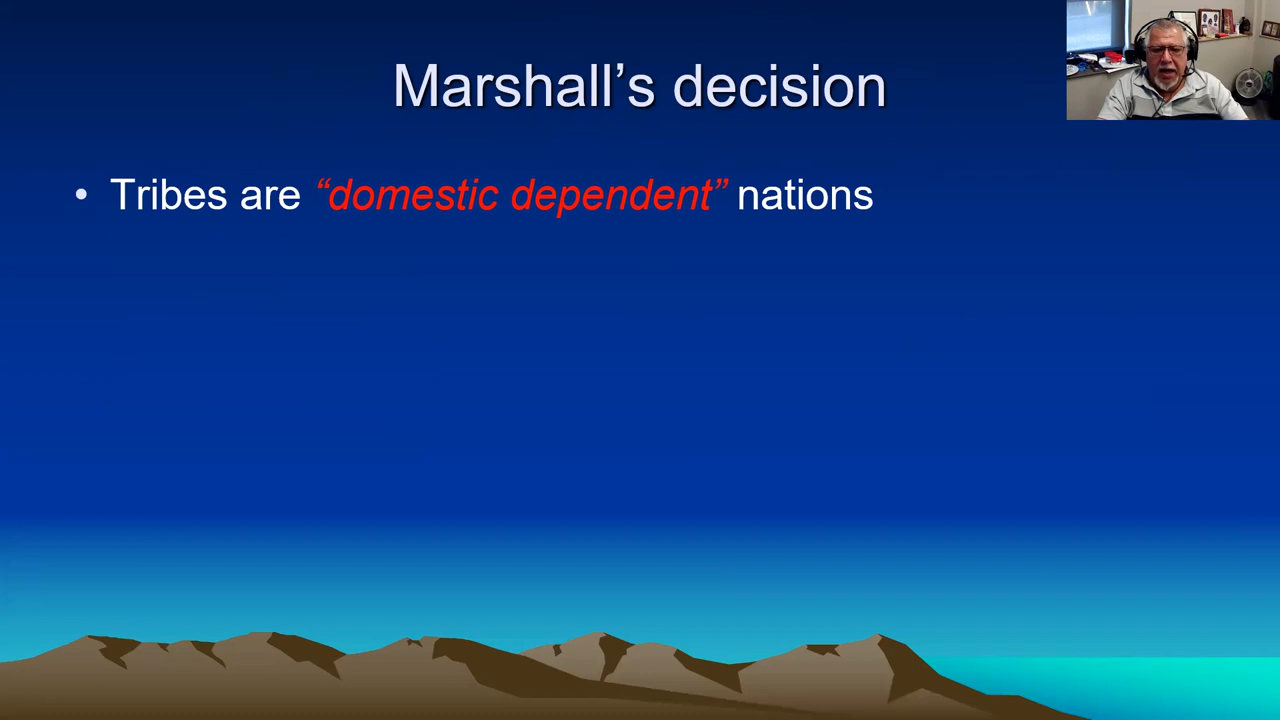 Marshall’s decision
• Tribes are “domestic dependent” nations